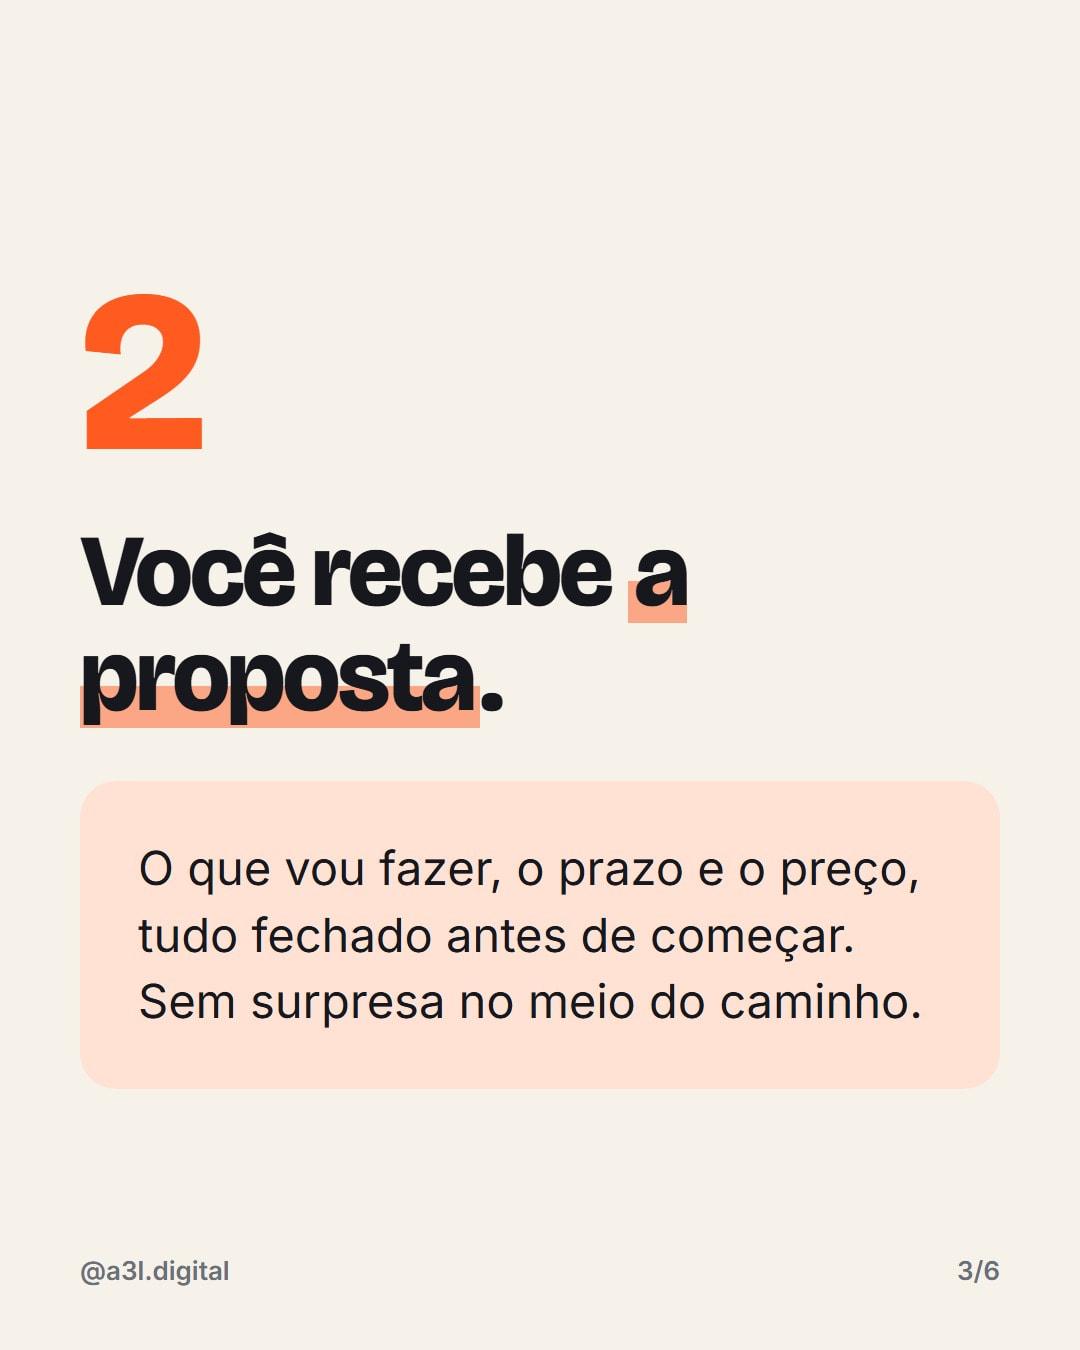 2
Você recebe a
proposta.
O que vou fazer, o prazo e o preço,
tudo fechado antes de começar.
Sem surpresa no meio do caminho.
@a3l.digital
3/6